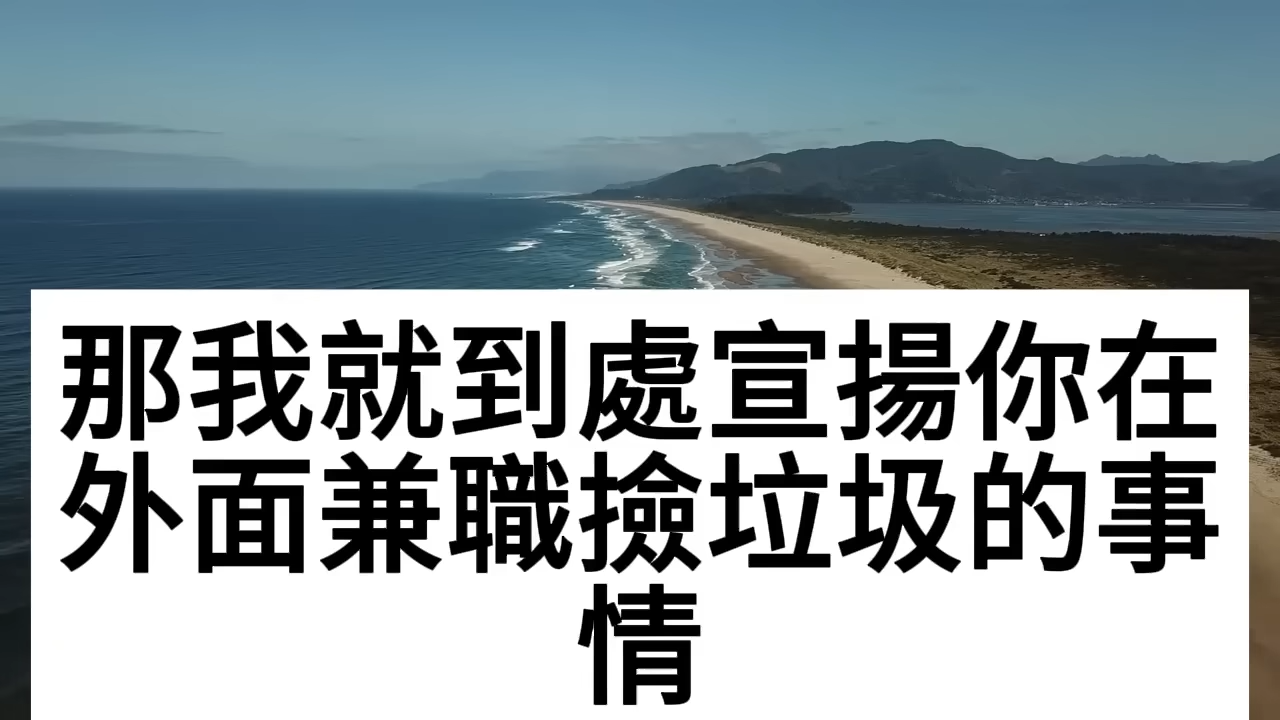 那我就到處宣揚你在
外面兼職撿垃圾的事
情